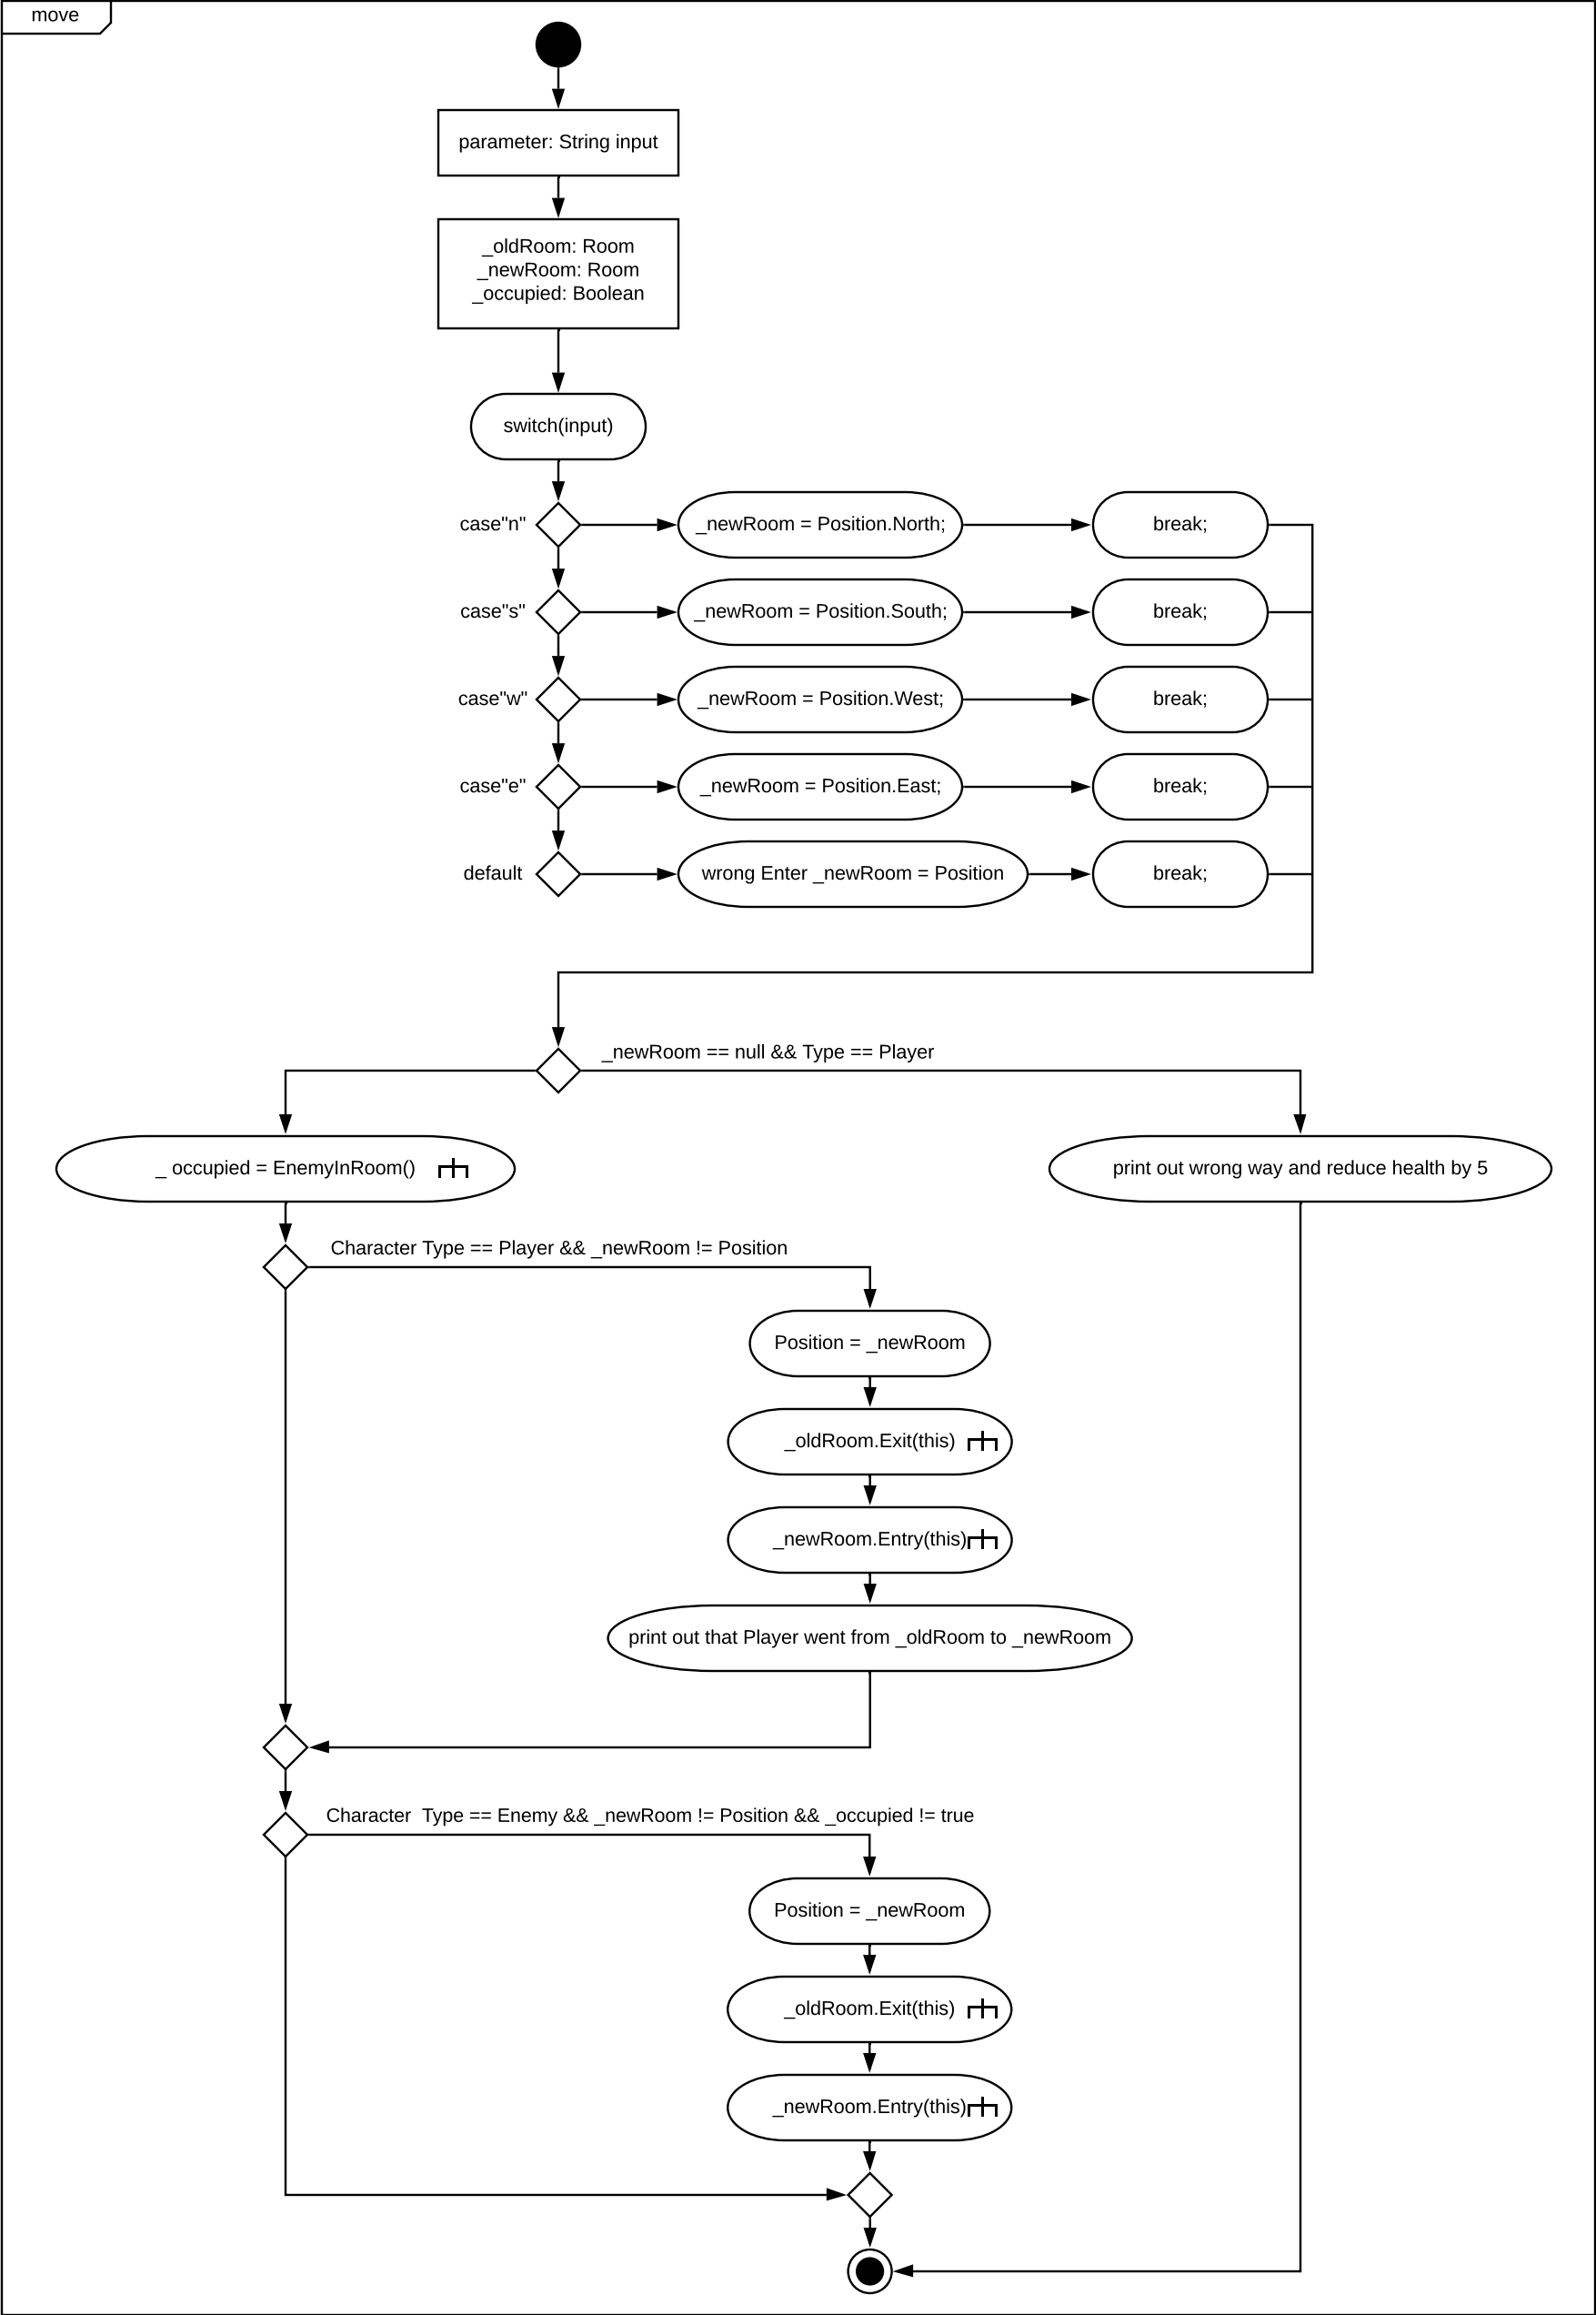 move
parameter: String input
_oldRoom: Room
_newRoom: Room
_occupied: Boolean
switch(input)
case"n"
_newRoom = Position.North;
break;
case"s"
_newRoom = Position.South;
break;
case"w"
_newRoom = Position.West;
break;
case"e"
_newRoom = Position.East;
break;
default
wrong Enter _newRoom = Position
break;
_newRoom == null && Type == Player
_ occupied = EnemyInRoom()
print out wrong way and reduce health by 5
Character Type == Player && _newRoom != Position
Position = _newRoom
_oldRoom.Exit(this)
_newRoom.Entry(this)
print out that Player went from _oldRoom to _newRoom
Character  Type == Enemy && _newRoom != Position && _occupied != true
Position = _newRoom
_oldRoom.Exit(this)
_newRoom.Entry(this)